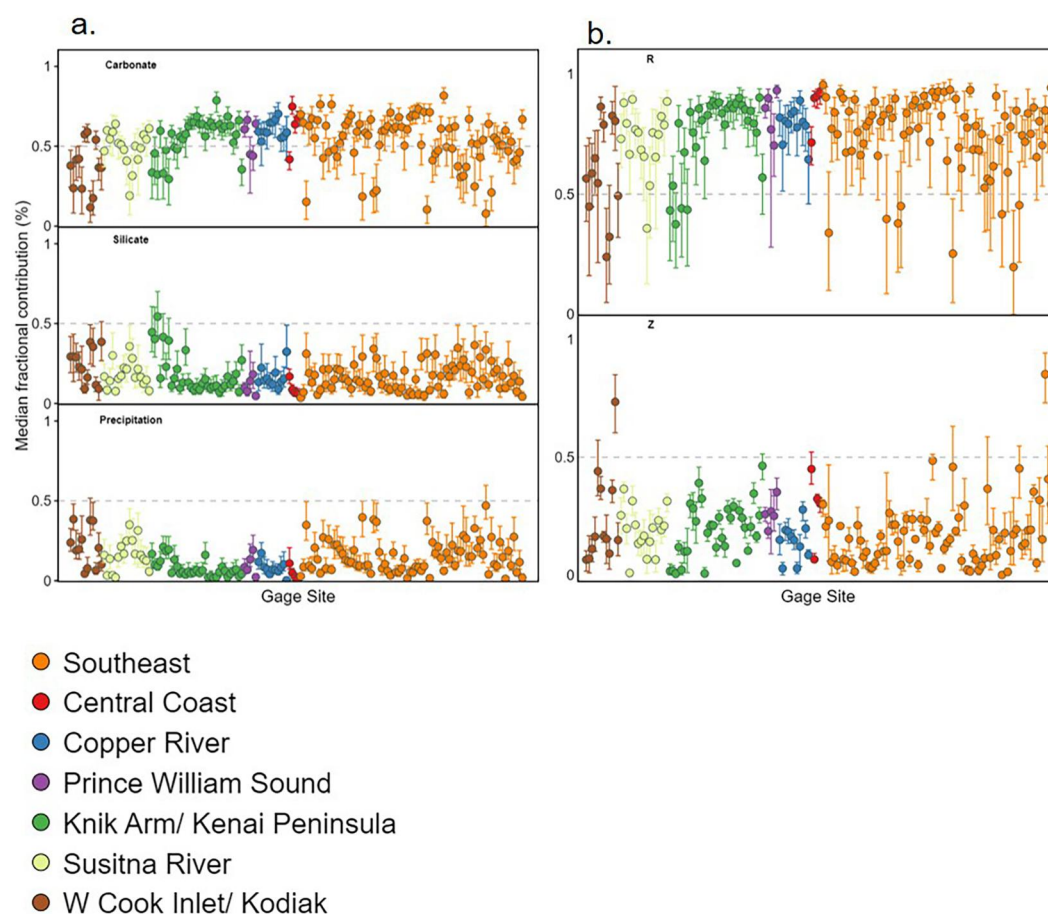 a.
Carbonate
1
0.5
0
Silicate
1
0.5
0
Precipitation
1
0.5
0
Median fractional contribution (%)
Gage Site
b.
R
1
0.5
0
Z
1
0.5
0
Gage Site
Southeast
Central Coast
Copper River
Prince William Sound
Knik Arm/ Kenai Peninsula
Susitna River
W Cook Inlet/ Kodiak